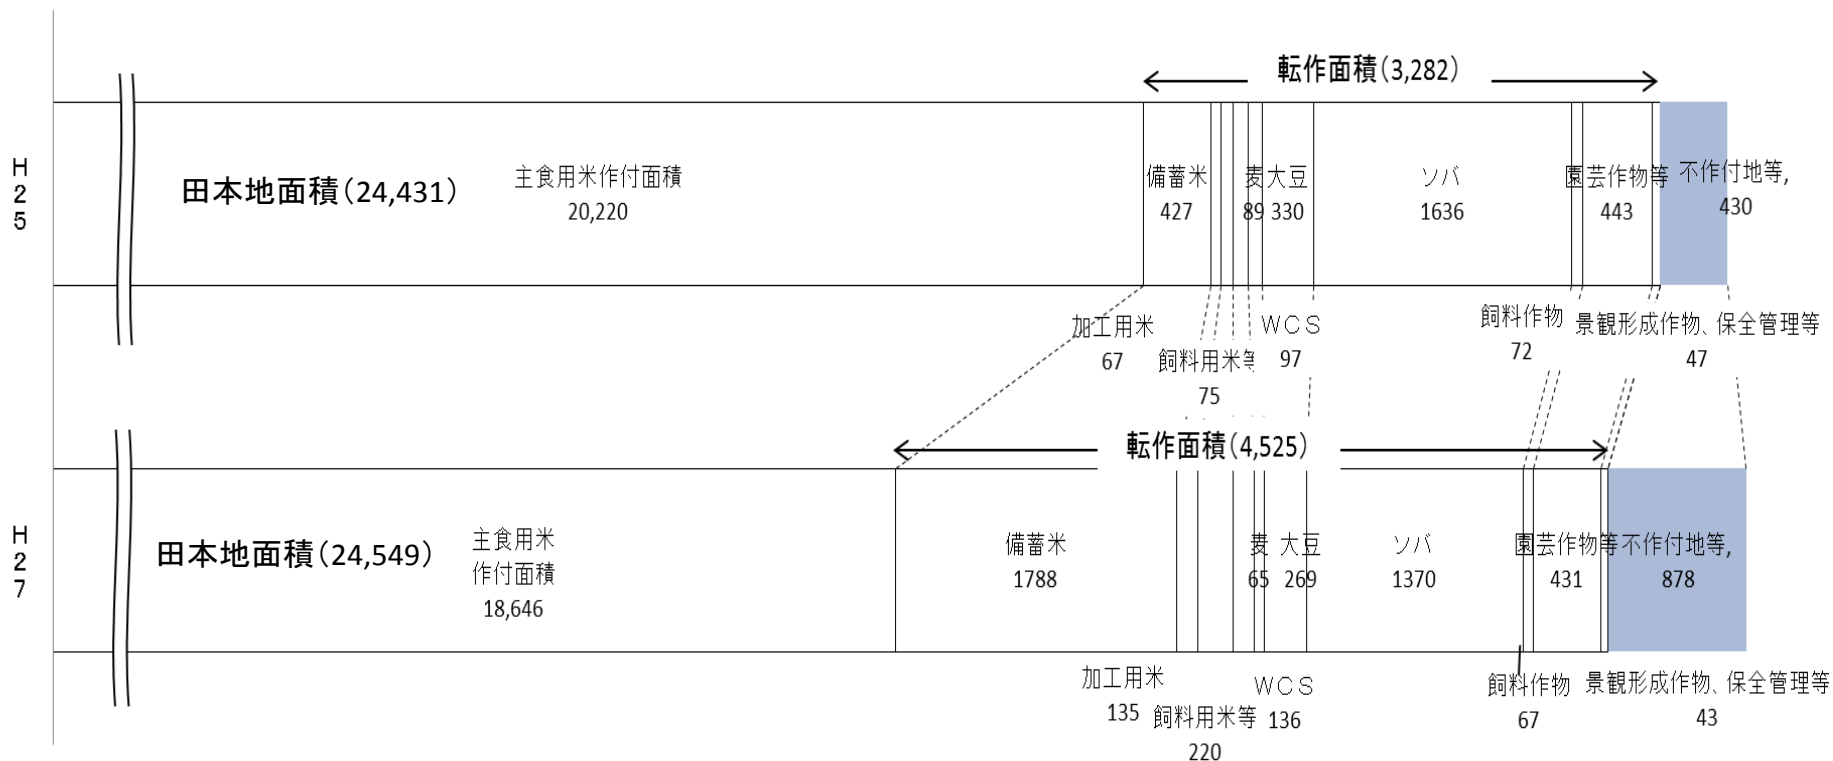 転作面積(3,282)
H25
田本地面積(24,431)
主食用米作付面積
20,220
備蓄米
427
麦
89
大豆
330
ソバ
1636
園芸作物等
443
不作付地等,
430
加工用米
67
飼料用米等
75
WCS
97
飼料作物
72
景観形成作物、保全管理等
47
転作面積(4,525)
H27
田本地面積(24,549)
主食用米
作付面積
18,646
備蓄米
1788
麦
65
大豆
269
ソバ
1370
園芸作物等
431
不作付地等,
878
加工用米
135
飼料用米等
220
WCS
136
飼料作物
67
景観形成作物、保全管理等
43